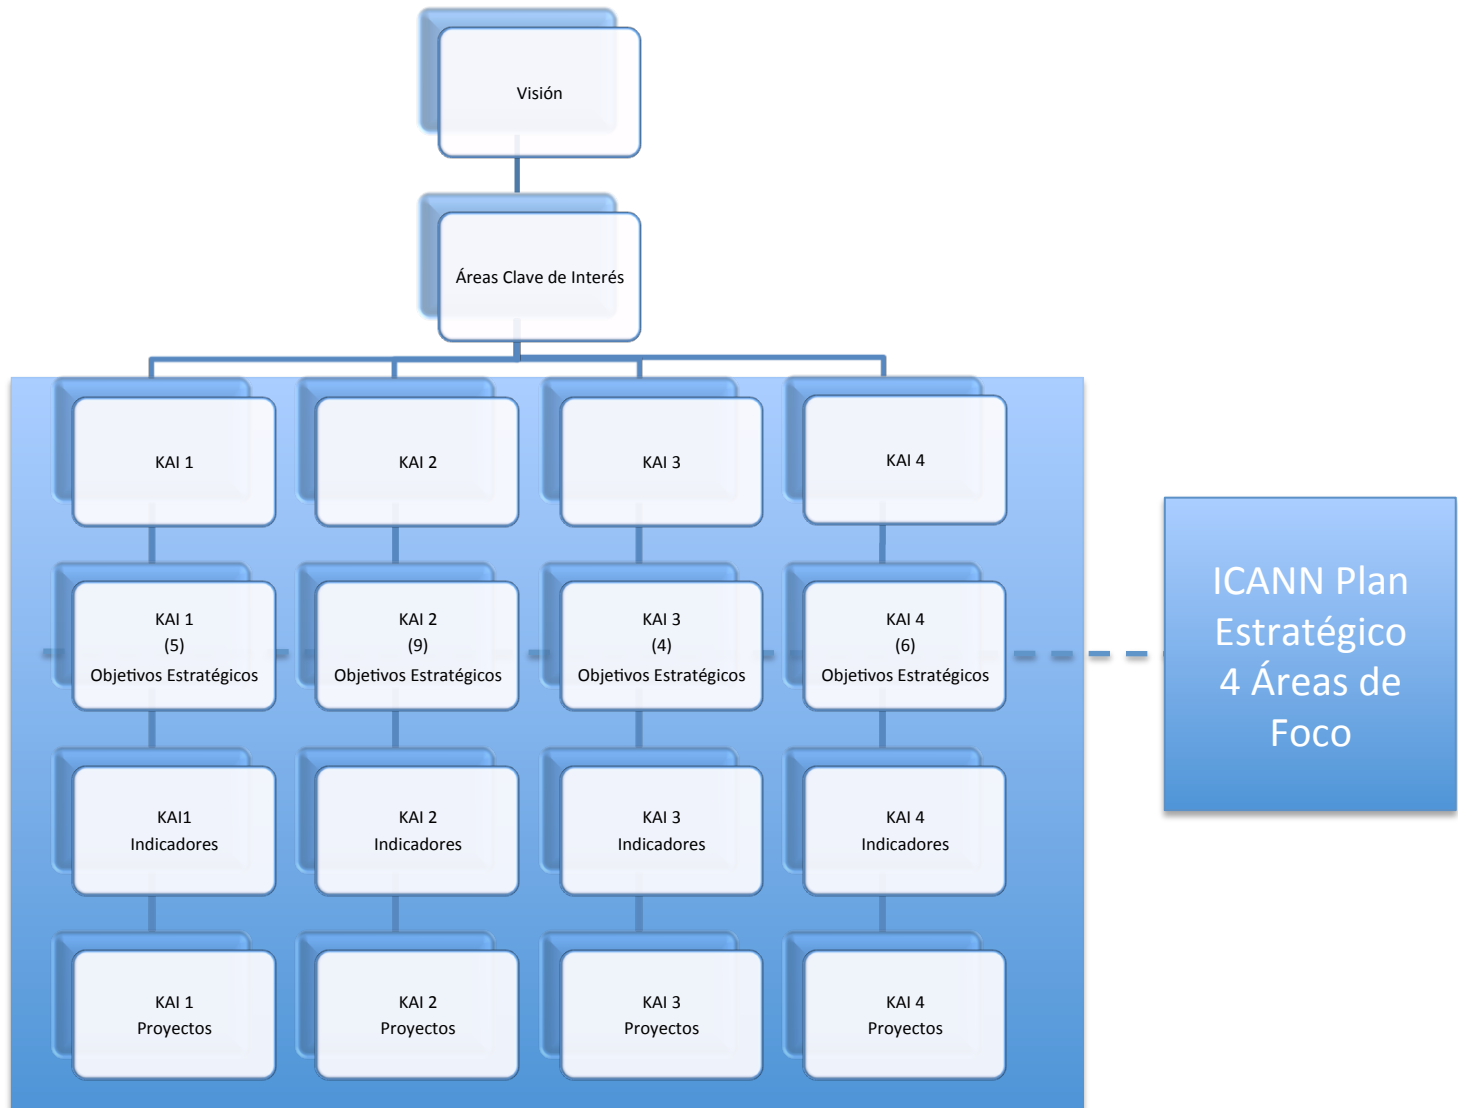 Visión
Áreas Clave de Interés
KAI 1
KAI 2
KAI 3
KAI 4
KAI 1
(5)
Objetivos Estratégicos
KAI 2
(9)
Objetivos Estratégicos
KAI 3
(4)
Objetivos Estratégicos
KAI 4
(6)
Objetivos Estratégicos
ICANN Plan
Estratégico
4 Áreas de
Foco
KAI1
Indicadores
KAI 2
Indicadores
KAI 3
Indicadores
KAI 4
Indicadores
KAI 1
Proyectos
KAI 2
Proyectos
KAI 3
Proyectos
KAI 4
Proyectos